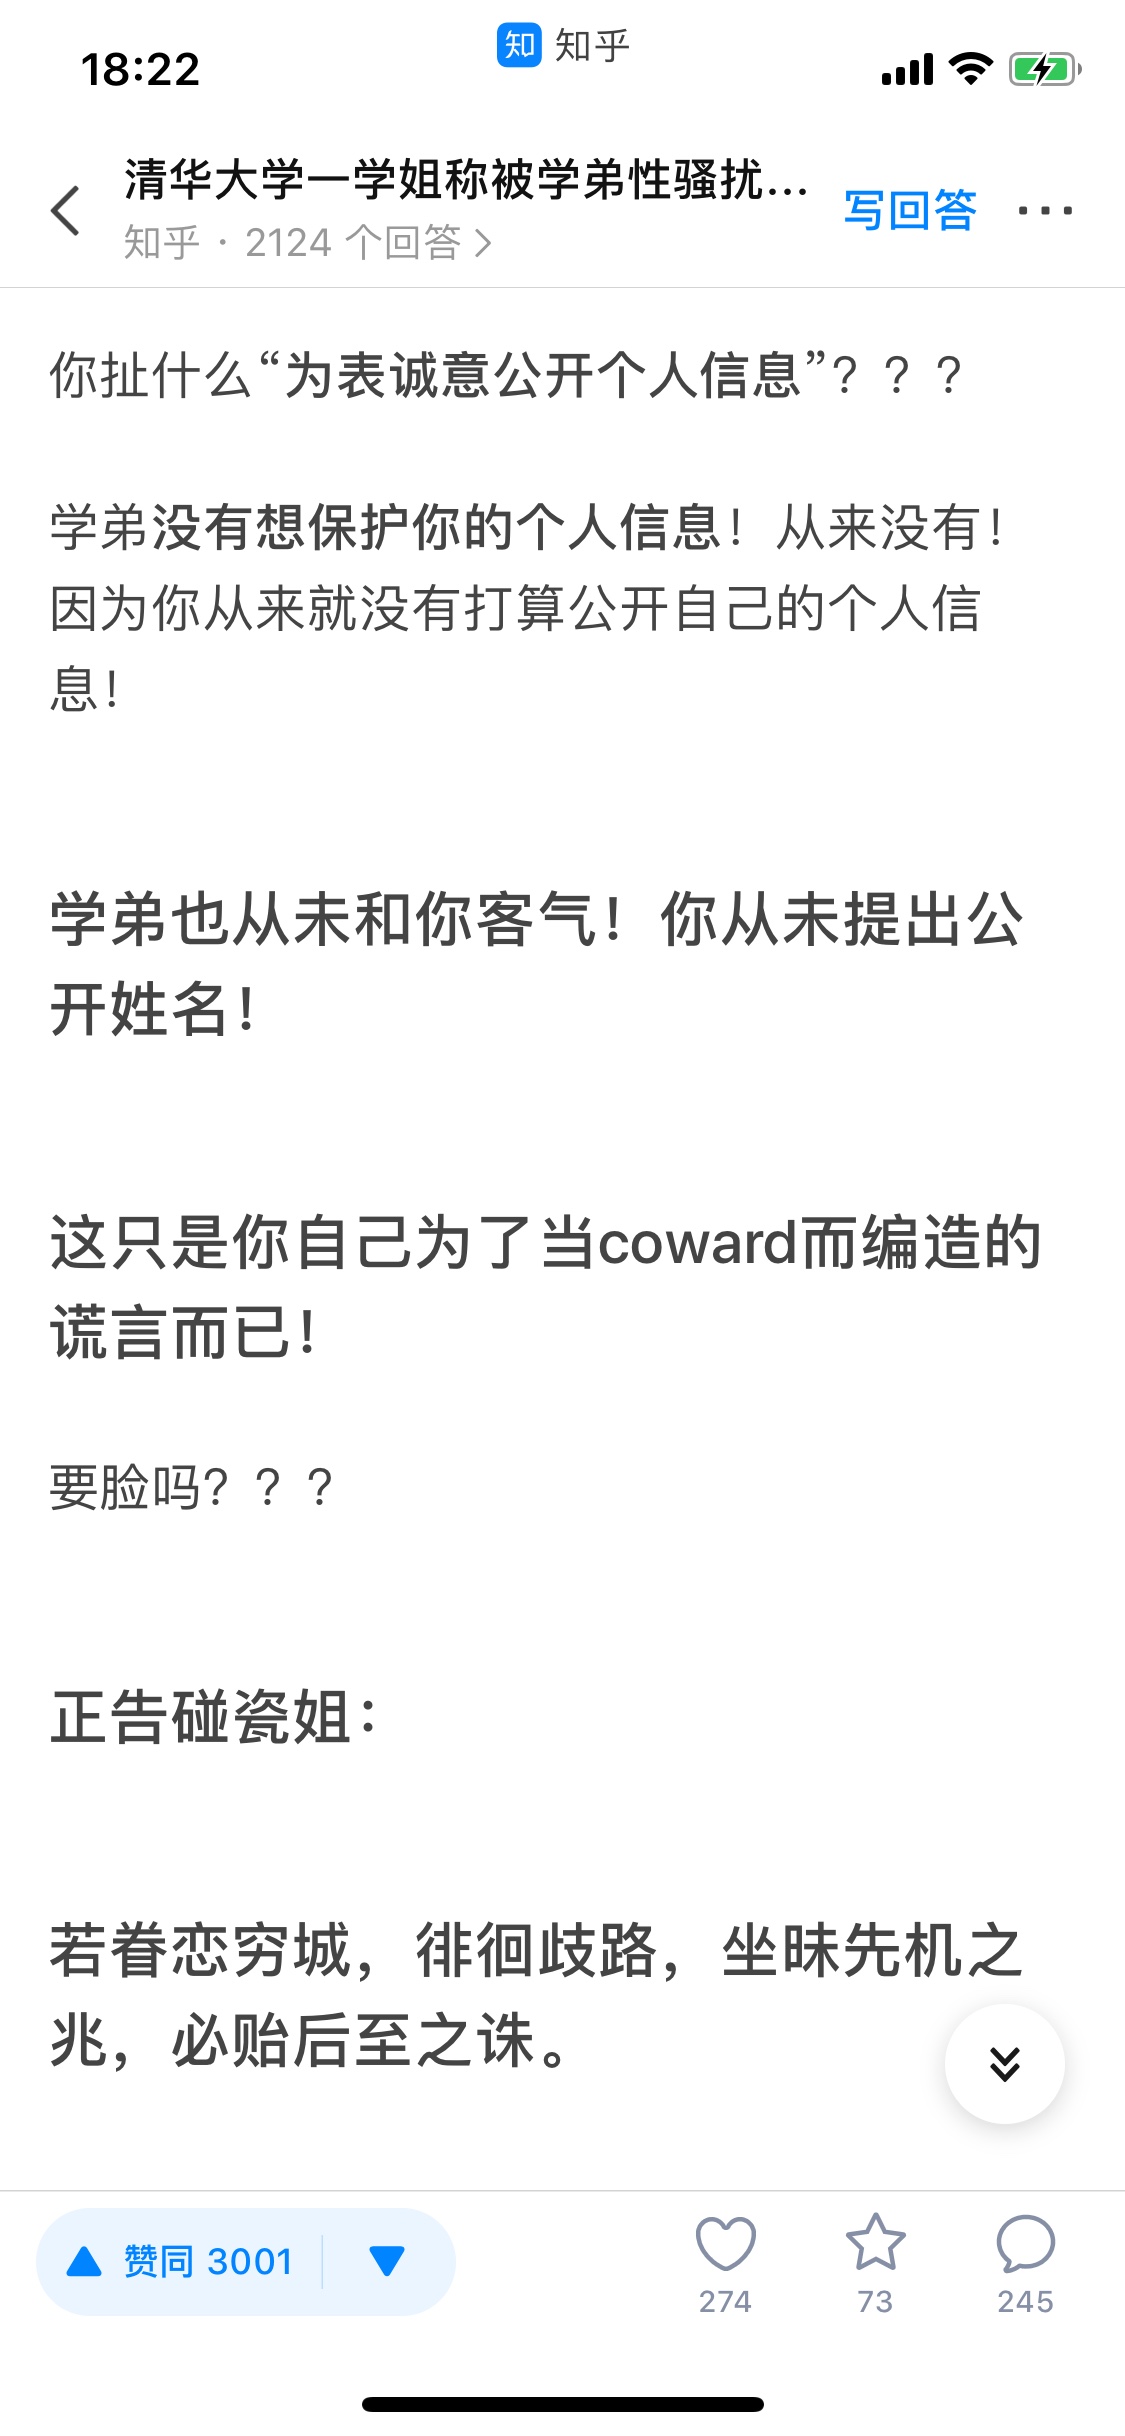 18:22
知 知乎
清华大学一学姐称被学弟性骚扰... 写回答
知乎 · 2124 个回答
你扯什么“为表诚意公开个人信息”？？？
学弟没有想保护你的个人信息！从来没有！
因为你从来就没有打算公开自己的个人信
息！
学弟也从未和你客气！你从未提出公
开姓名！
这只是你自己为了当coward而编造的
谎言而已！
要脸吗？？？
正告碰瓷姐：
若眷恋穷城，徘徊歧路，坐昧先机之
兆，必贻后至之诛。
赞同 3001
274 73 245